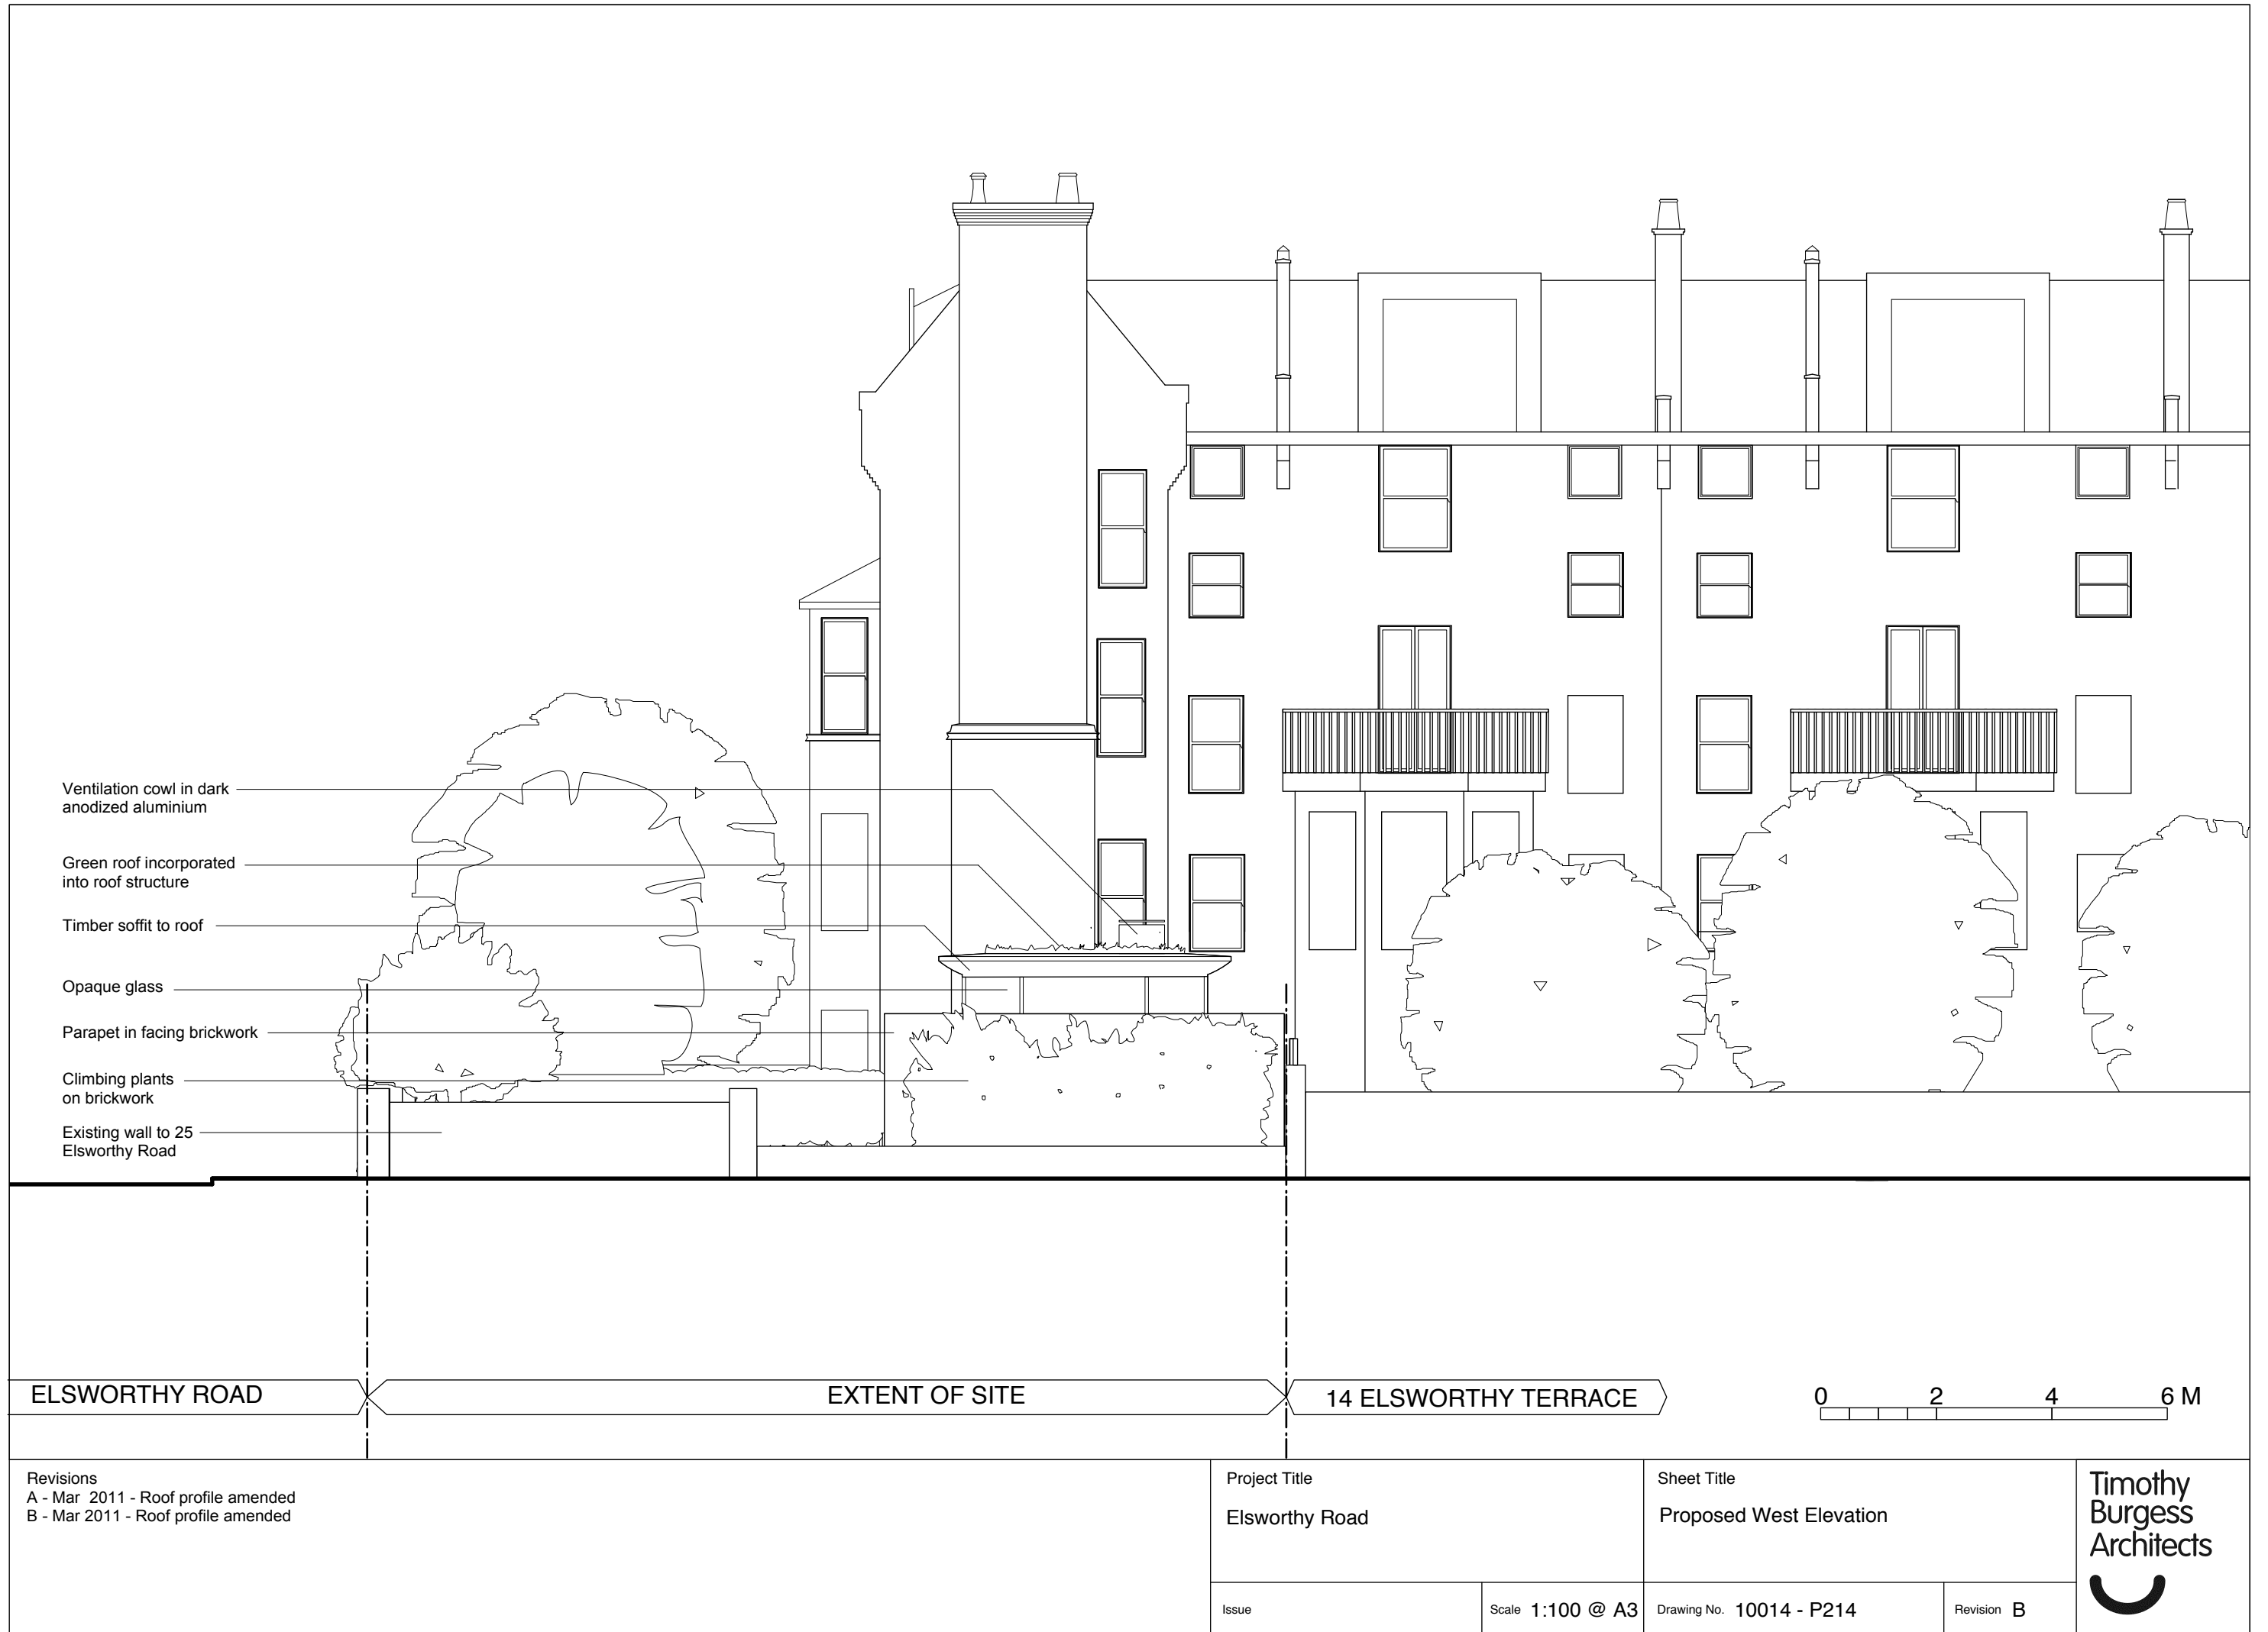 Ventilation cowl in dark
anodized aluminium
Green roof incorporated
into roof structure
Timber soffit to roof
Opaque glass
Parapet in facing brickwork
Climbing plants
on brickwork
Existing wall to 25
Elsworthy Road
ELSWORTHY ROAD
EXTENT OF SITE
14 ELSWORTHY TERRACE
0 2 4 6 M
Revisions
A - Mar 2011 - Roof profile amended
B - Mar 2011 - Roof profile amended
Project Title
Elsworthy Road
Sheet Title
Proposed West Elevation
Issue
Scale 1:100 @ A3
Drawing No. 10014 - P214
Revision B
Timothy
Burgess
Architects